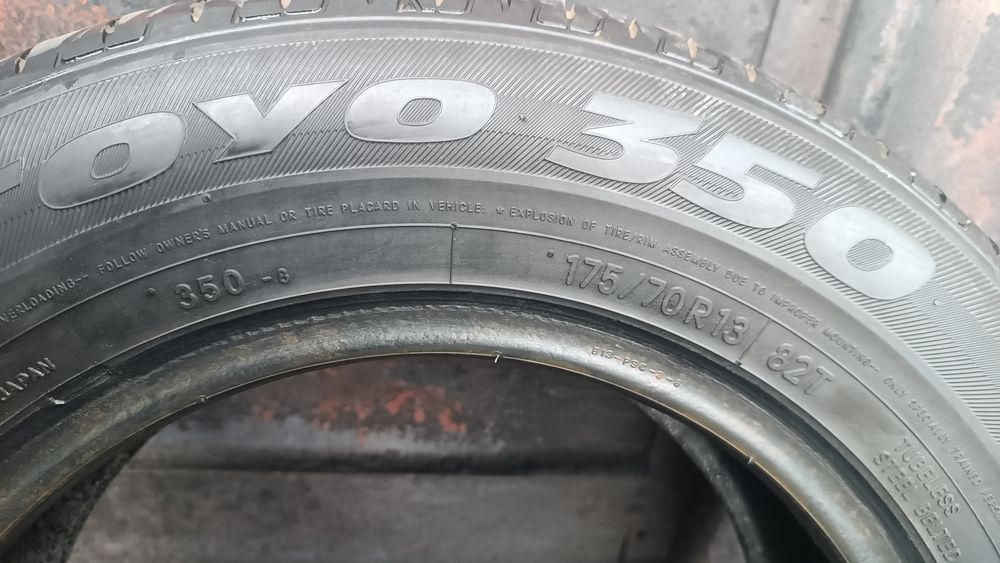 TOYO 350
VERLOADING-- FOLLOW OWNER'S MANUAL OR TIRE PLACARD IN VEHICLE: * EXPLOSION OF TIRE/RIM ASSEMBLY DUE TO IMPROPER MOUNTING-- ONLY SPECIALLY TRAINED
JAPAN
350 -8
175/70R13
82T
TUBELESS
STEEL BELTED